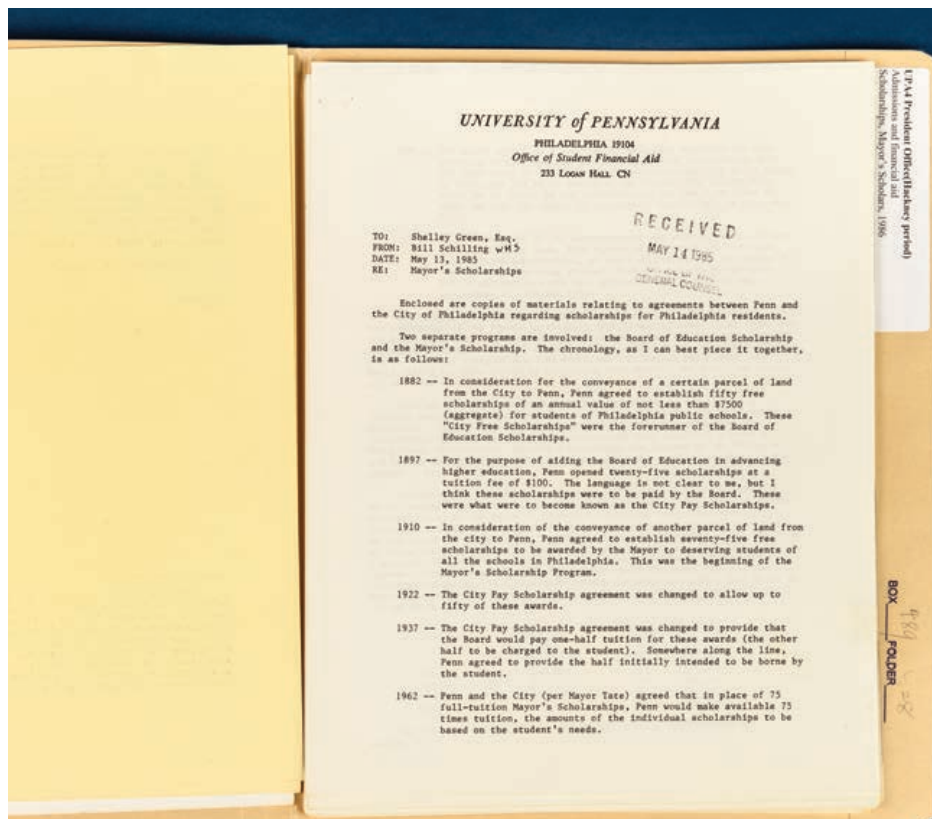 UNIVERSITY of PENNSYLVANIA
PHILADELPHIA 19104
Office of Student Financial Aid
233 LOGAN HALL CN
RECEIVED
MAY 14 1985
GENERAL COUNSEL
TO: Shelley Green, Esq.
FROM: Bill Schilling WMS
DATE: May 13, 1985
RE: Mayor's Scholarships
Enclosed are copies of materials relating to agreements between Penn and
the City of Philadelphia regarding scholarships for Philadelphia residents.
Two separate programs are involved: the Board of Education Scholarship
and the Mayor's Scholarship. The chronology, as I can best piece it together,
is as follows:
1882 -- In consideration for the conveyance of a certain parcel of land
from the City to Penn, Penn agreed to establish fifty free
scholarships of an annual value of not less than $7500
(aggregate) for students of Philadelphia public schools. These
"City Free Scholarships" were the forerunner of the Board of
Education Scholarships.
1897 -- For the purpose of aiding the Board of Education in advancing
higher education, Penn opened twenty-five scholarships at a
tuition fee of $100. The language is not clear to me, but I
think these scholarships were to be paid by the Board. These
were what were to become known as the City Pay Scholarships.
1910 -- In consideration of the conveyance of another parcel of land from
the city to Penn, Penn agreed to establish seventy-five free
scholarships to be awarded by the Mayor to deserving students of
all the schools in Philadelphia. This was the beginning of the
Mayor's Scholarship Program.
1922 -- The City Pay Scholarship agreement was changed to allow up to
fifty of these awards.
1937 -- The City Pay Scholarship agreement was changed to provide that
the Board would pay one-half tuition for these awards (the other
half to be charged to the student). Somewhere along the line,
Penn agreed to provide the half initially intended to be borne by
the student.
1962 -- Penn and the City (per Mayor Tate) agreed that in place of 75
full-tuition Mayor's Scholarships, Penn would make available 75
times tuition, the amounts of the individual scholarships to be
based on the student's needs.
UPA4 President Office(Hackney period)
Admissions and financial aid
Scholarships, Mayor's Scholars, 1986
BOX FOLDER